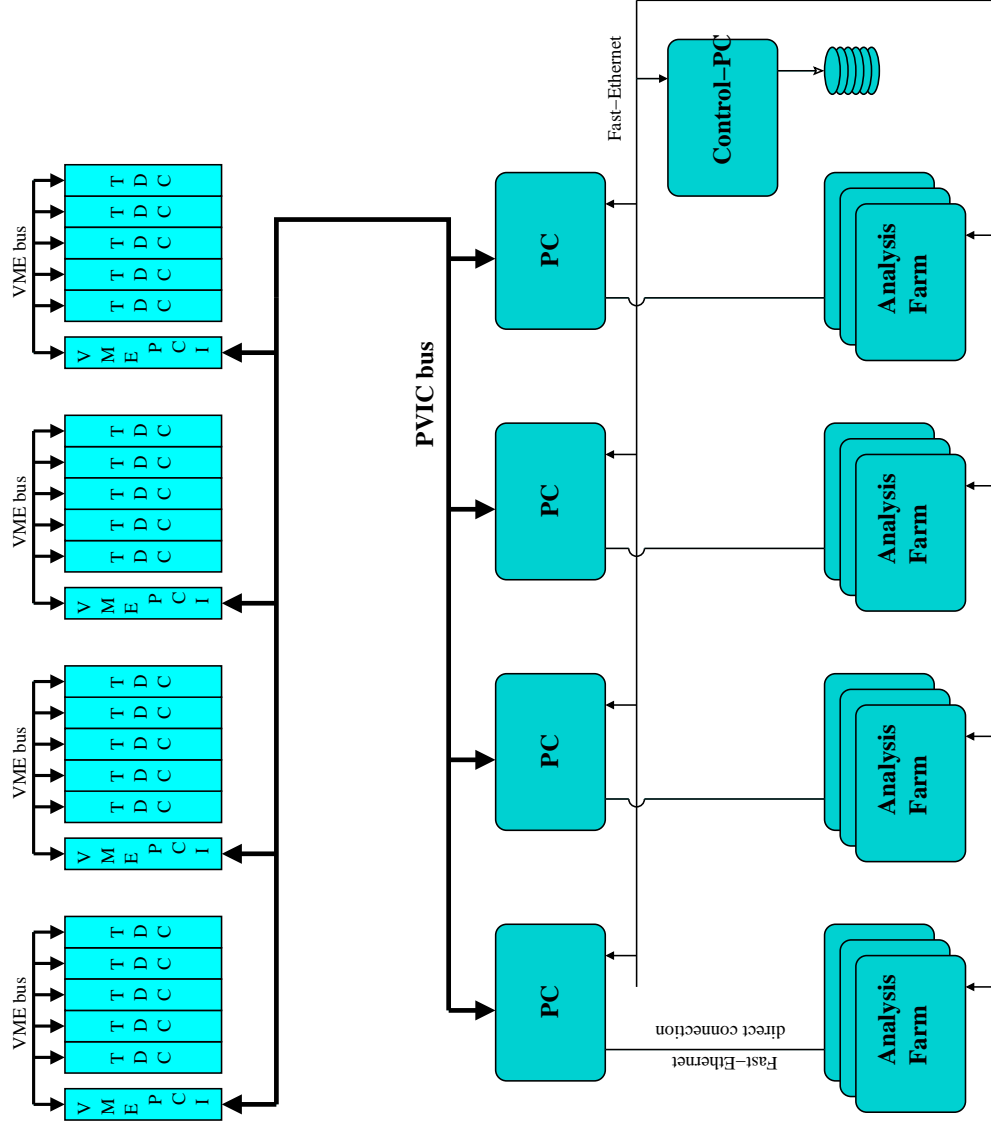 VME bus
T D C
T D C
T D C
T D C
T D C
V M E P C I
VME bus
T D C
T D C
T D C
T D C
T D C
V M E P C I
VME bus
T D C
T D C
T D C
T D C
T D C
V M E P C I
VME bus
T D C
T D C
T D C
T D C
T D C
V M E P C I
PVIC bus
PC
PC
PC
PC
Fast–Ethernet
Control–PC
Fast–Ethernet
direct connection
Analysis
Farm
Analysis
Farm
Analysis
Farm
Analysis
Farm